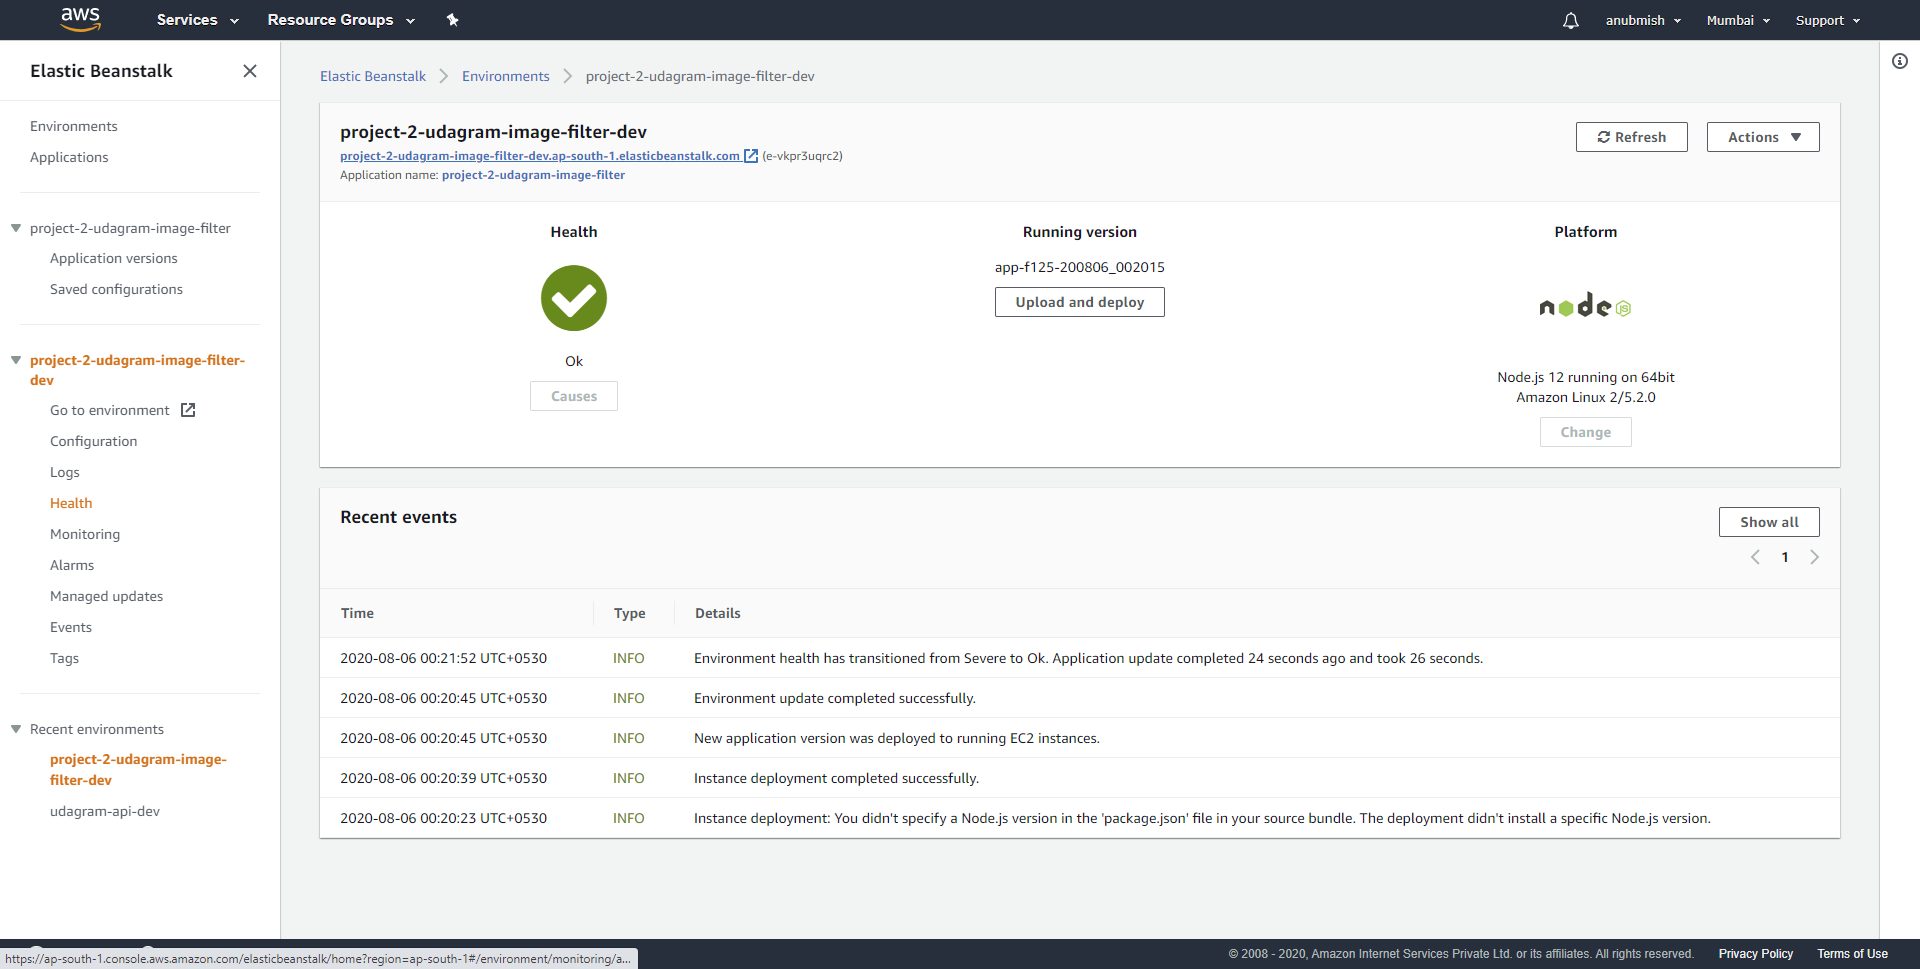 aws
Services
Resource Groups
anubmish
Mumbai
Support
Elastic Beanstalk
Environments
Applications
project-2-udagram-image-filter
Application versions
Saved configurations
project-2-udagram-image-filter-
dev
Go to environment
Configuration
Logs
Health
Monitoring
Alarms
Managed updates
Events
Tags
Recent environments
project-2-udagram-image-
filter-dev
udagram-api-dev
Elastic Beanstalk
Environments
project-2-udagram-image-filter-dev
project-2-udagram-image-filter-dev
project-2-udagram-image-filter-dev.ap-south-1.elasticbeanstalk.com (e-vkpr3uqrc2)
Application name: project-2-udagram-image-filter
Refresh
Actions
Health
Ok
Causes
Running version
app-f125-200806_002015
Upload and deploy
Platform
node JS
Node.js 12 running on 64bit
Amazon Linux 2/5.2.0
Change
Recent events
Show all
1
Time Type Details
2020-08-06 00:21:52 UTC+0530 INFO Environment health has transitioned from Severe to Ok. Application update completed 24 seconds ago and took 26 seconds.
2020-08-06 00:20:45 UTC+0530 INFO Environment update completed successfully.
2020-08-06 00:20:45 UTC+0530 INFO New application version was deployed to running EC2 instances.
2020-08-06 00:20:39 UTC+0530 INFO Instance deployment completed successfully.
2020-08-06 00:20:23 UTC+0530 INFO Instance deployment: You didn't specify a Node.js version in the 'package.json' file in your source bundle. The deployment didn't install a specific Node.js version.
https://ap-south-1.console.aws.amazon.com/elasticbeanstalk/home?region=ap-south-1#/environment/monitoring/a...
© 2008 - 2020, Amazon Internet Services Private Ltd. or its affiliates. All rights reserved.
Privacy Policy
Terms of Use